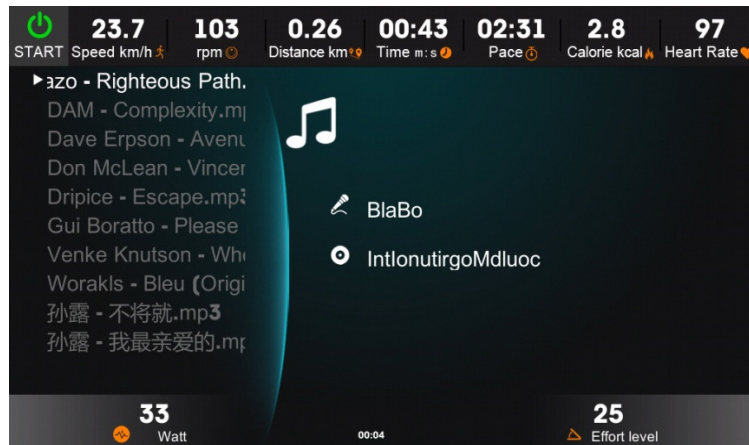 23.7 103 0.26 00:43 02:31 2.8 97
START Speed km/h rpm Distance km Time m:s Pace Calorie kcal Heart Rate
azo - Righteous Path.
DAM - Complexity.m
Dave Erpson - Avenu
Don McLean - Vincen
Dripice - Escape.mp3
Gui Boratto - Please
Venke Knutson - Wh
Worakls - Bleu (Origi
孙露 - 不将就.mp3
孙露 - 我最亲爱的.mp
BlaBo
IntIonutirgoMdluoc
33
Watt
00:04
25
Effort level